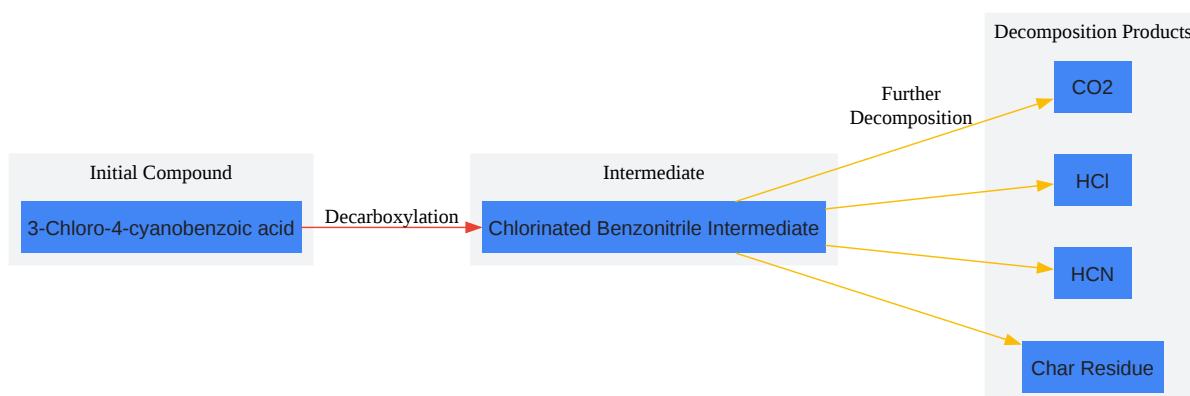 Decomposition Products
CO2
Further
Decomposition
Initial Compound
Intermediate
HCl
3-Chloro-4-cyanobenzoic acid
Decarboxylation
Chlorinated Benzonitrile Intermediate
HCN
Char Residue